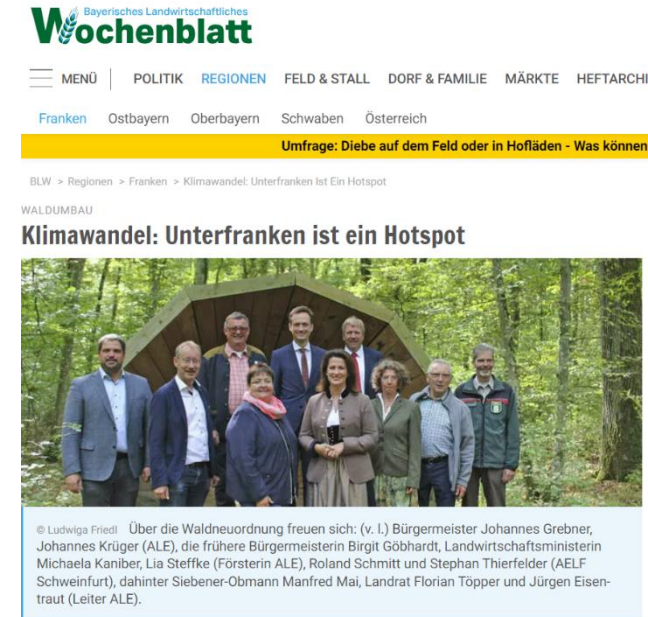 Bayerisches Landwirtschaftliches
Wochenblatt
MENÜ POLITIK REGIONEN FELD & STALL DORF & FAMILIE MÄRKTE HEFTARCHI
Franken Ostbayern Oberbayern Schwaben Österreich
Umfrage: Diebe auf dem Feld oder in Hofläden - Was können
BLW > Regionen > Franken > Klimawandel: Unterfranken Ist Ein Hotspot
WALDUMBAU
Klimawandel: Unterfranken ist ein Hotspot
© Ludwiga Friedl Über die Waldneuordnung freuen sich: (v. l.) Bürgermeister Johannes Grebner,
Johannes Krüger (ALE), die frühere Bürgermeisterin Birgit Göbhardt, Landwirtschaftsministerin
Michaela Kaniber, Lia Steffke (Försterin ALE), Roland Schmitt und Stephan Thierfelder (AELF
Schweinfurt), dahinter Siebener-Obmann Manfred Mai, Landrat Florian Töpper und Jürgen Eisen-
traut (Leiter ALE).